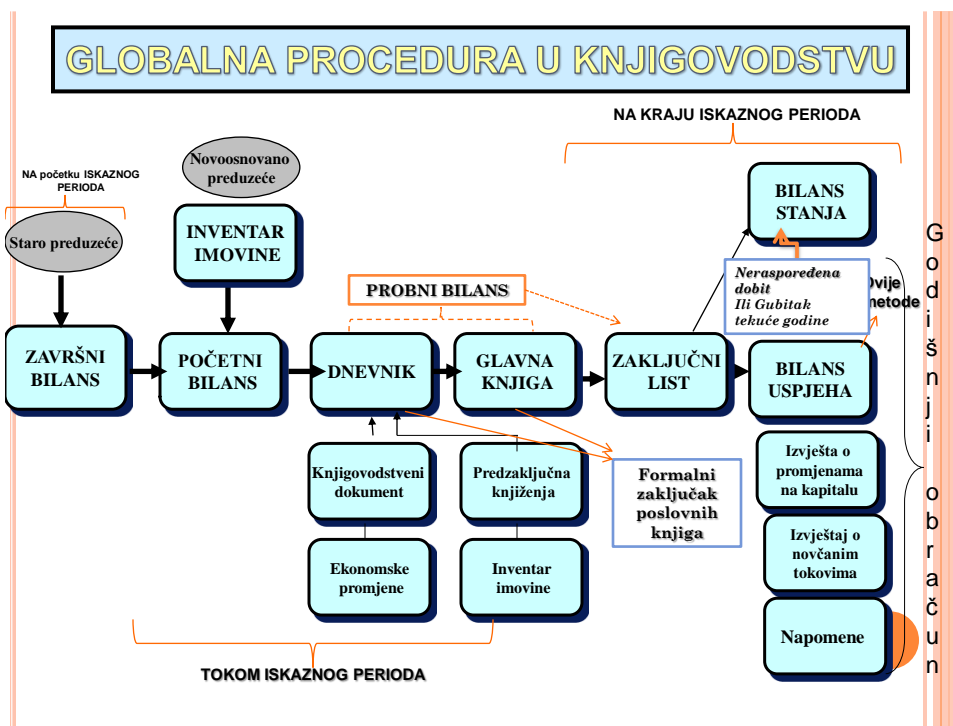 GLOBALNA PROCEDURA U KNJIGOVODSTVU
NA KRAJU ISKAZNOG PERIODA
NA početku ISKAZNOG
PERIODA
Novoosnovano
preduzeće
Staro preduzeće
INVENTAR
IMOVINE
BILANS
STANJA
Neraspoređena
dobit
Ili Gubitak
tekuće godine
Dvije
metode
PROBNI BILANS
ZAVRŠNI
BILANS
POČETNI
BILANS
DNEVNIK
GLAVNA
KNJIGA
ZAKLJUČNI
LIST
BILANS
USPJEHA
Knjigovodstveni
dokument
Predzaključna
knjiženja
Formalni
zaključak
poslovnih
knjiga
Izvješta o
promjenama
na kapitalu
Ekonomske
promjene
Inventar
imovine
Izvještaj o
novčanim
tokovima
Napomene
TOKOM ISKAZNOG PERIODA
Godišnji obračun